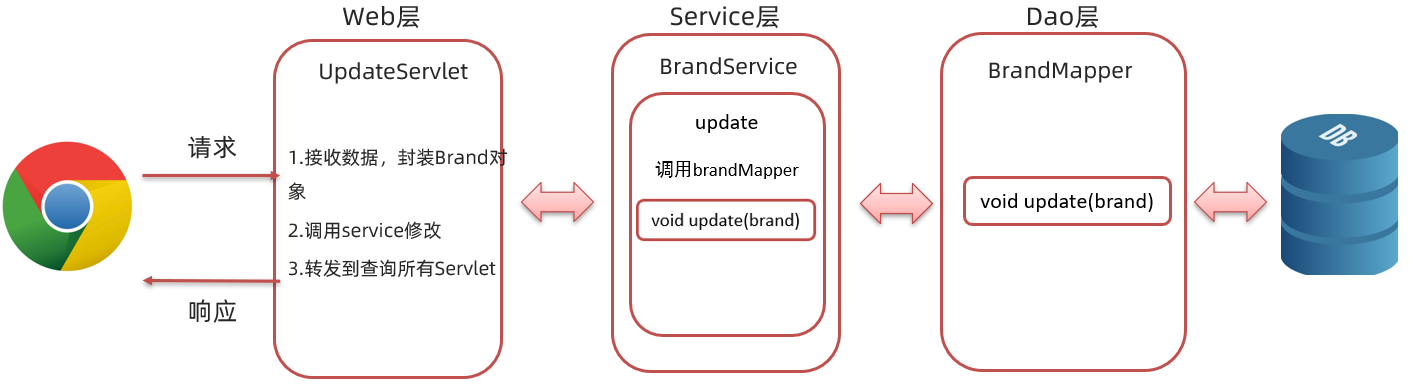 Web层
Service层
Dao层
UpdateServlet
BrandService
BrandMapper
DB
请求
update
1.接收数据，封装Brand对
象
调用brandMapper
2.调用service修改
void update(brand)
void update(brand)
3.转发到查询所有Servlet
响应